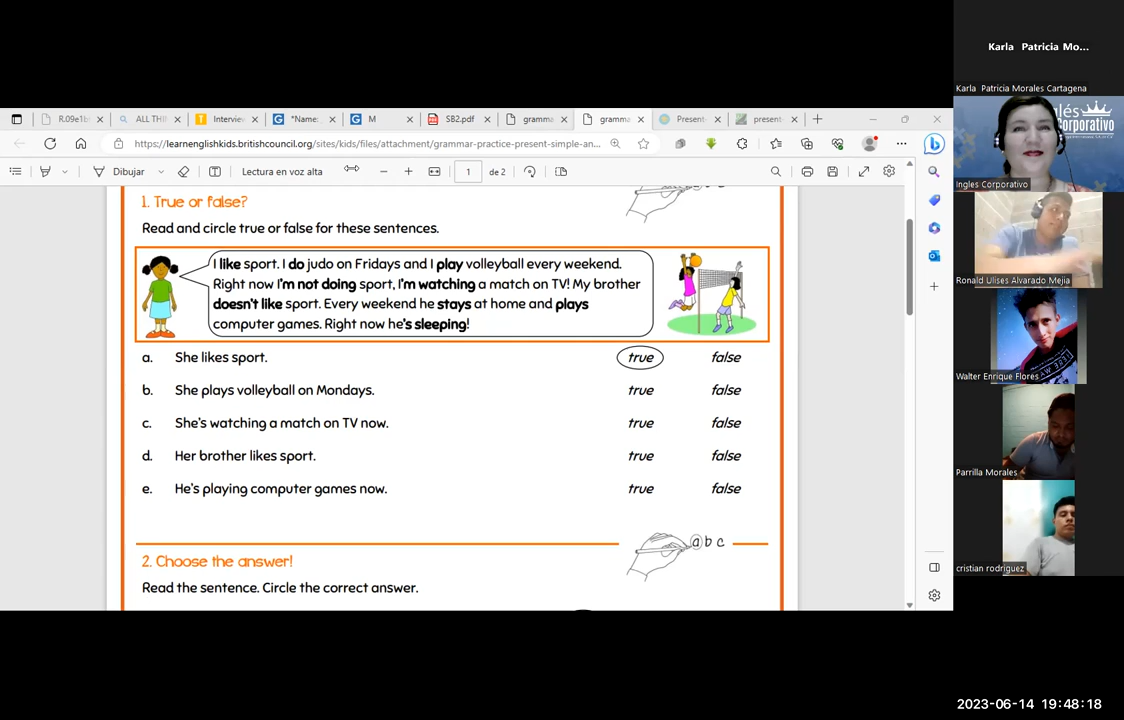 Karla Patricia Mo...
Karla Patricia Morales Cartagena
R.09e1b
ALL THI
Interview
*Name:
M
SB2.pdf
gramma
gramma
Present
present
https://learnenglishkids.britishcouncil.org/sites/kids/files/attachment/grammar-practice-present-simple-an...
Dibujar
Lectura en voz alta
1
de 2
glés
orporativo
Ingles Corporativo
1. True or false?
Read and circle true or false for these sentences.
I like sport. I do judo on Fridays and I play volleyball every weekend.
Right now I'm not doing sport, I'm watching a match on TV! My brother
doesn't like sport. Every weekend he stays at home and plays
computer games. Right now he's sleeping!
a. She likes sport. true false
b. She plays volleyball on Mondays. true false
c. She's watching a match on TV now. true false
d. Her brother likes sport. true false
e. He's playing computer games now. true false
a b c
2. Choose the answer!
Read the sentence. Circle the correct answer.
Ronald Ulises Alvarado Mejia
Walter Enrique Flores
Parrilla Morales
cristian rodriguez
2023-06-14 19:48:18